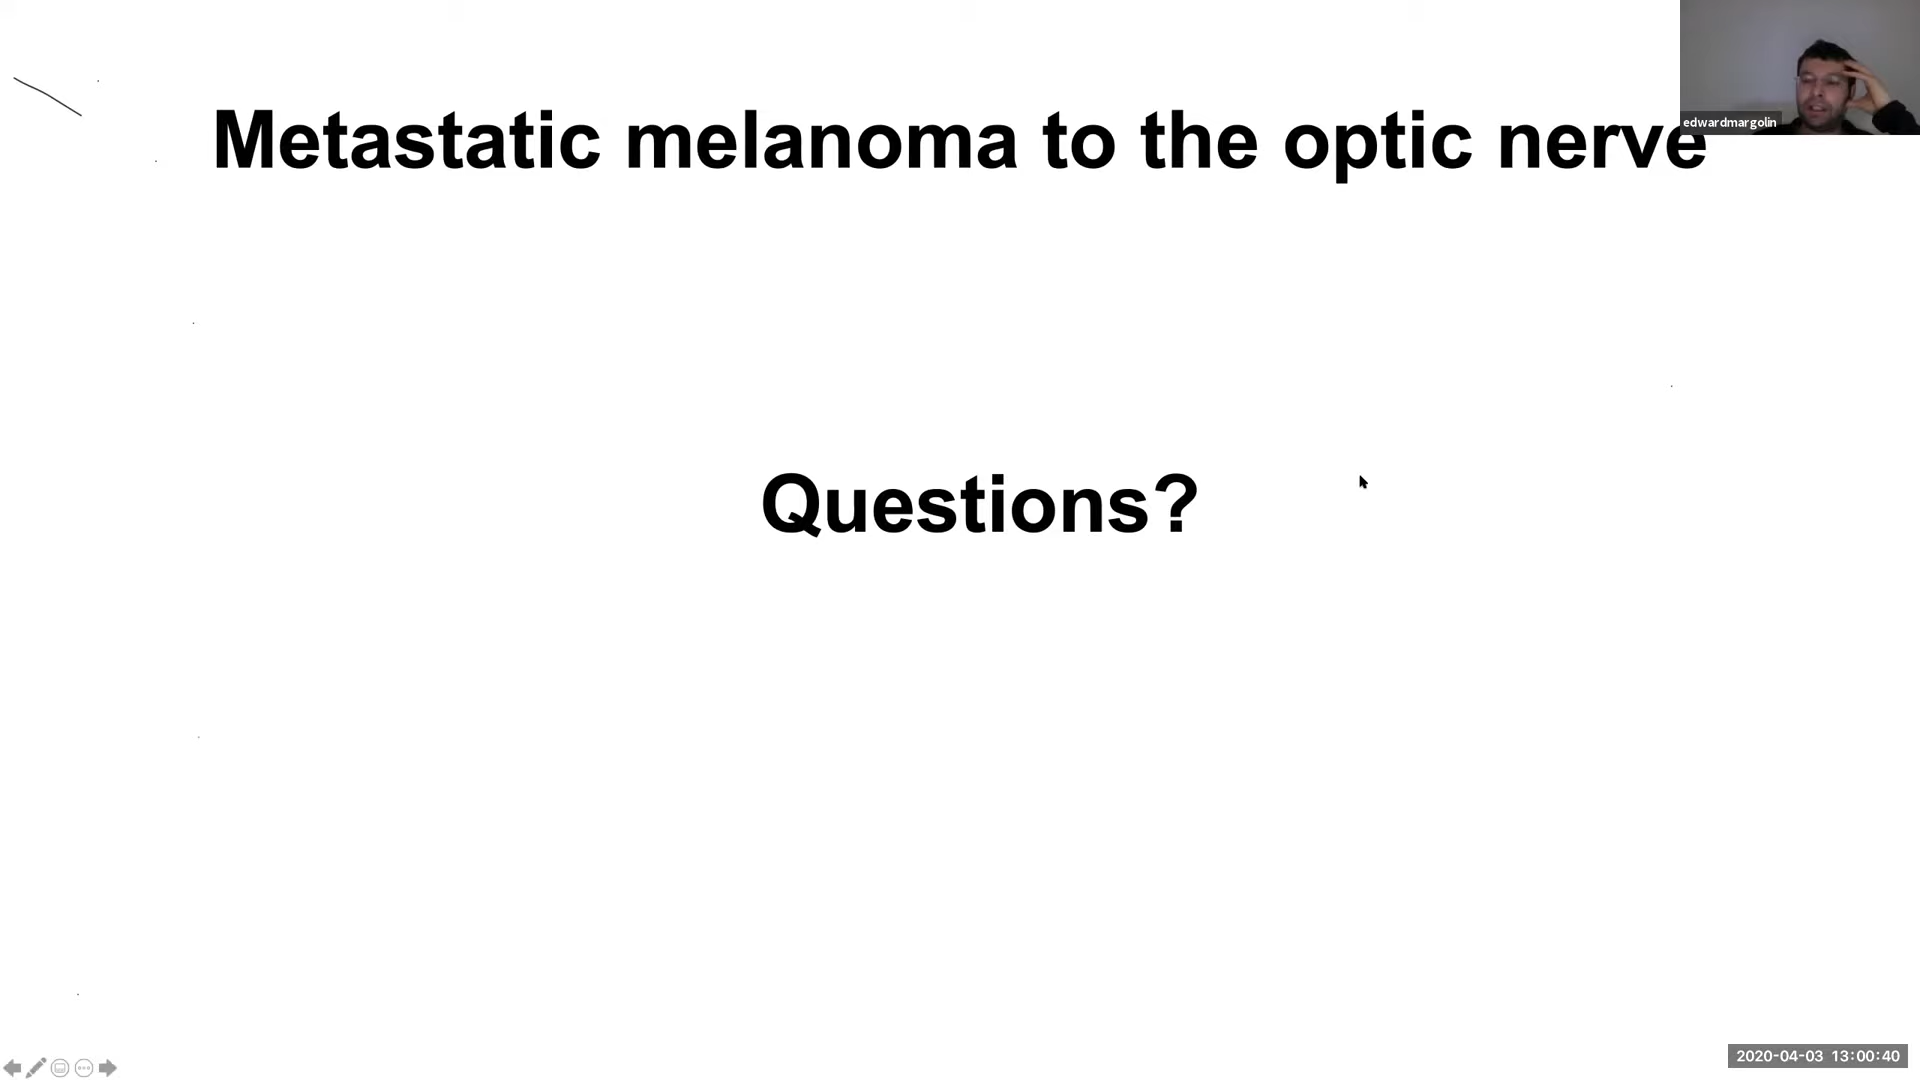 Metastatic melanoma to the optic nerve
edwardmargolin
Questions?
2020-04-03 13:00:40